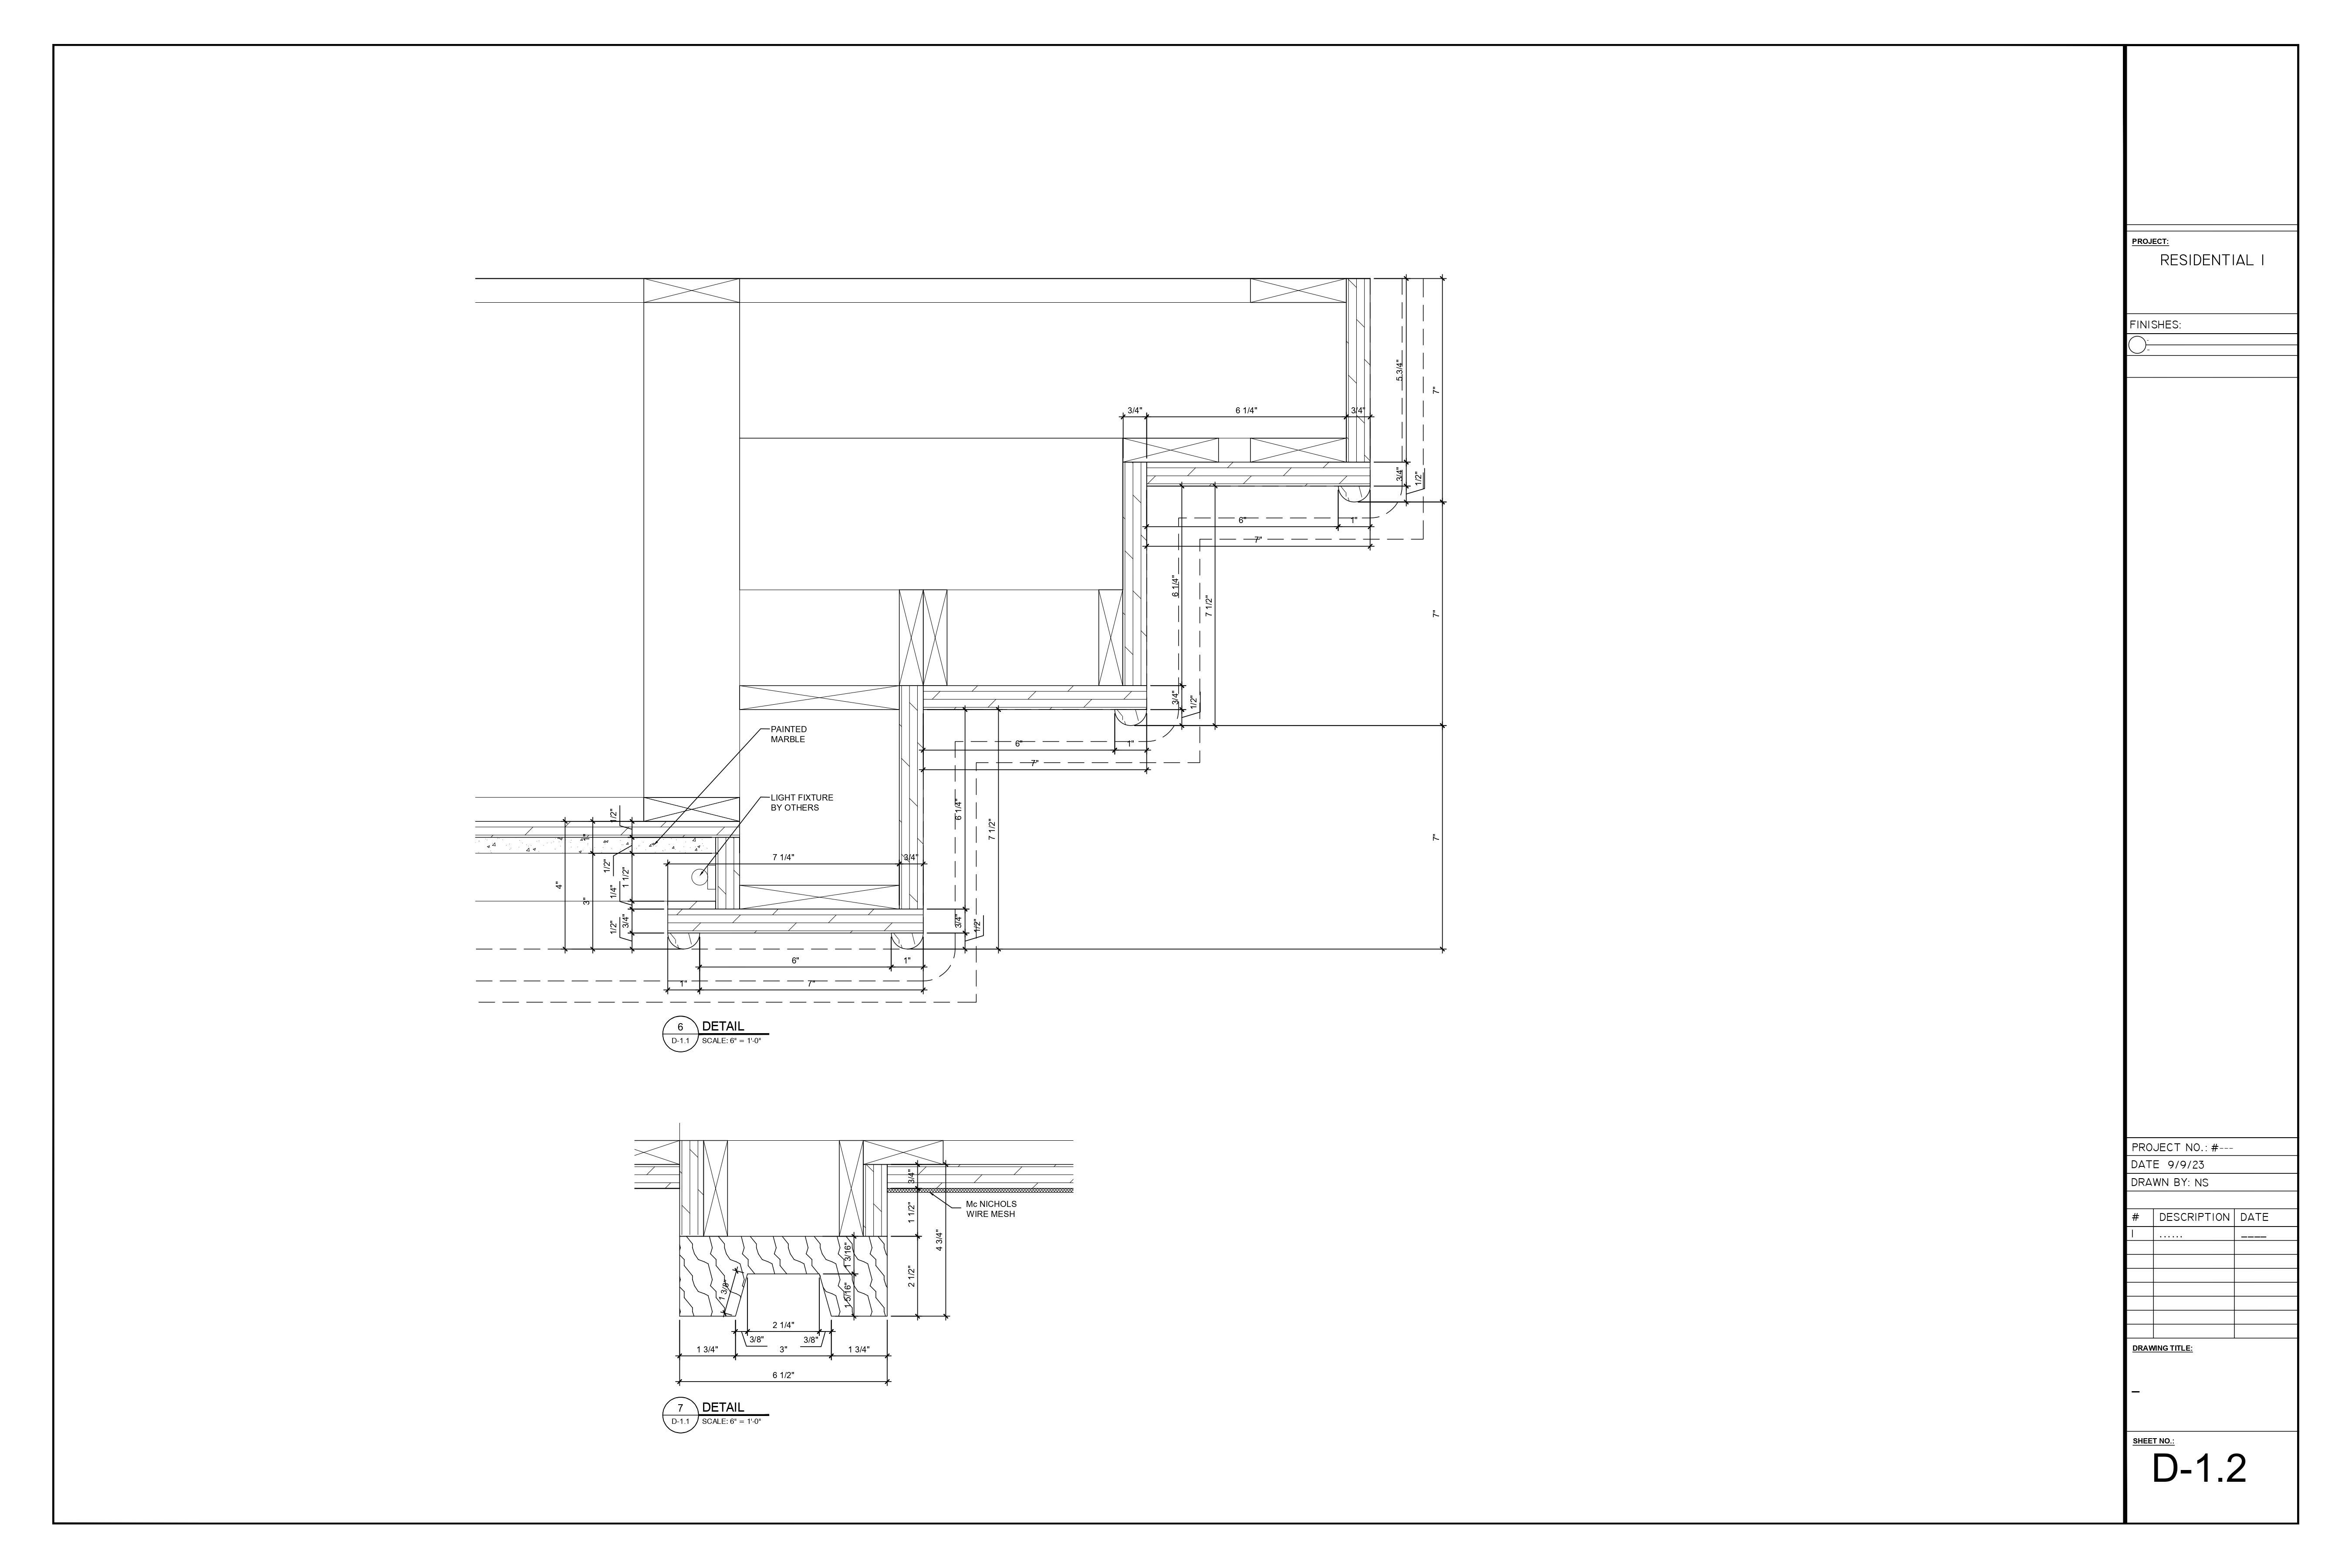 5 3/4"
7"
3/4"
6 1/4"
3/4"
3/4"
1/2"
6"
1"
7"
6 1/4"
7 1/2"
7"
3/4"
1/2"
PAINTED
MARBLE
6"
1"
7"
LIGHT FIXTURE
BY OTHERS
1/2"
6 1/4"
7 1/2"
7"
1"
7 1/4"
3/4"
1/2"
1 1/2"
4"
3"
1/4"
1/2"
3/4"
3/4"
1/2"
6"
1"
1"
7"
6
D-1.1
DETAIL
SCALE: 6" = 1'-0"
3/4"
Mc NICHOLS
WIRE MESH
1 1/2"
4 3/4"
1 3/16"
2 1/2"
1 3/8"
1 5/16"
2 1/4"
3/8"
3/8"
1 3/4"
3"
1 3/4"
6 1/2"
7
D-1.1
DETAIL
SCALE: 6" = 1'-0"
PROJECT:
RESIDENTIAL I
FINISHES:
-
-
PROJECT NO.: #---
DATE 9/9/23
DRAWN BY: NS
# DESCRIPTION DATE
1 ...... ____
DRAWING TITLE:
–
SHEET NO.:
D-1.2